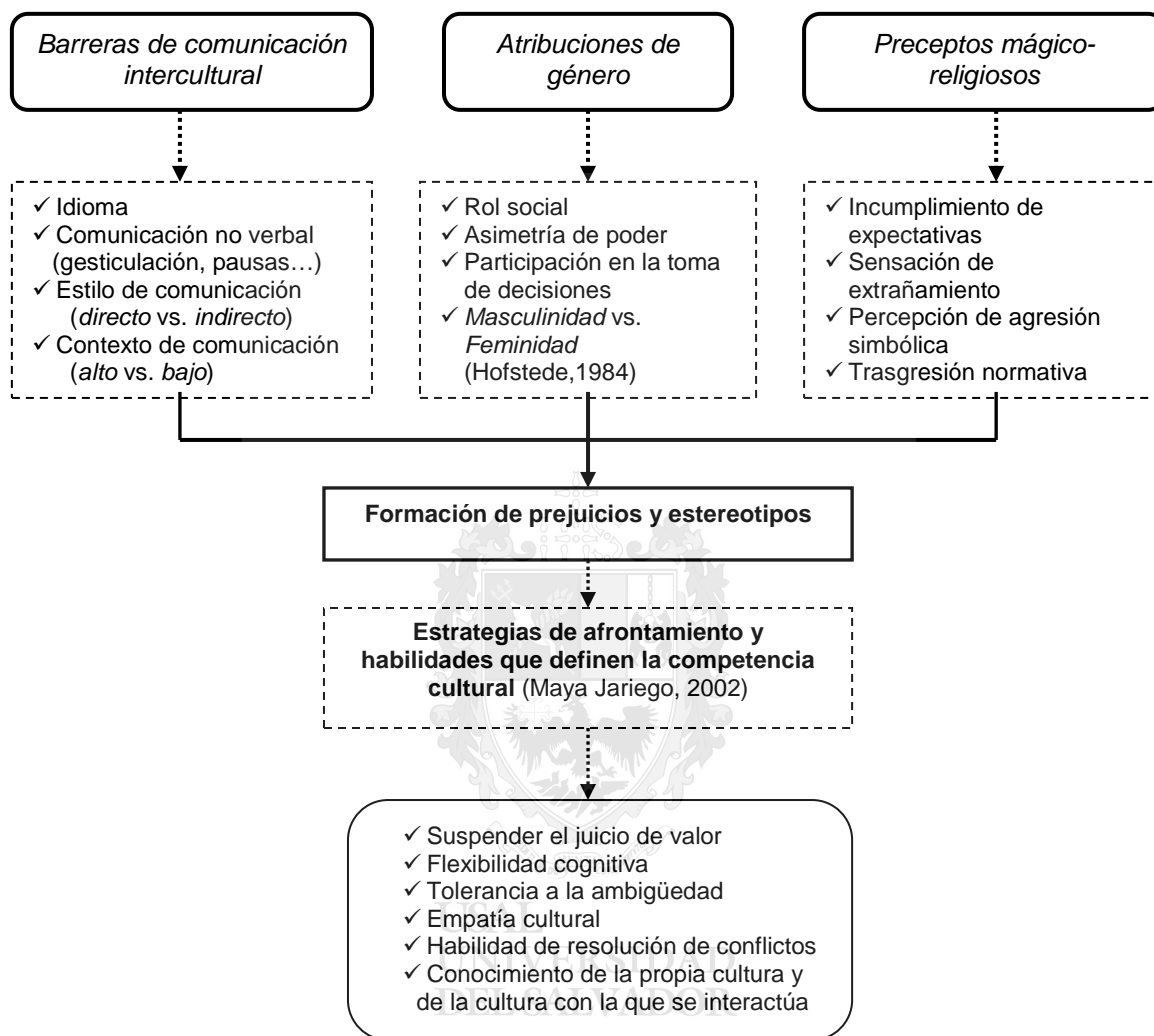 Barreras de comunicación
intercultural
Atribuciones de
género
Preceptos mágico-
religiosos
✓ Idioma
✓ Comunicación no verbal
(gesticulación, pausas…)
✓ Estilo de comunicación
(directo vs. indirecto)
✓ Contexto de comunicación
(alto vs. bajo)
✓ Rol social
✓ Asimetría de poder
✓ Participación en la toma
de decisiones
✓ Masculinidad vs.
Feminidad
(Hofstede,1984)
✓ Incumplimiento de
expectativas
✓ Sensación de
extrañamiento
✓ Percepción de agresión
simbólica
✓ Trasgresión normativa
Formación de prejuicios y estereotipos
Estrategias de afrontamiento y
habilidades que definen la competencia
cultural (Maya Jariego, 2002)
✓ Suspender el juicio de valor
✓ Flexibilidad cognitiva
✓ Tolerancia a la ambigüedad
✓ Empatía cultural
✓ Habilidad de resolución de conflictos
✓ Conocimiento de la propia cultura y
de la cultura con la que se interactúa
USAL
UNIVERSIDAD
DEL SALVADOR